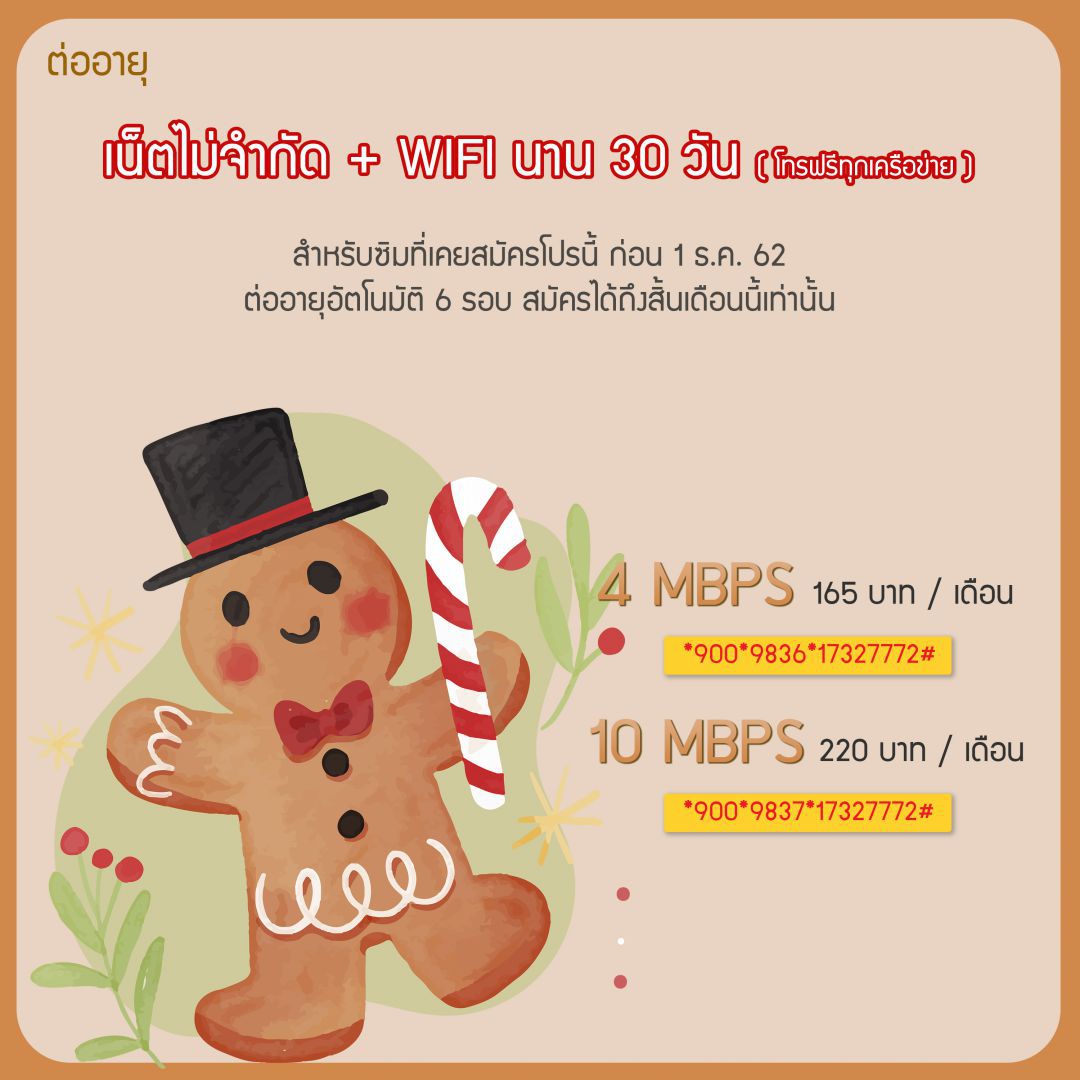 ต่ออายุ
เน็ตไม่จำกัด + WIFI นาน 30 วัน ( โทรฟรีทุกเครือข่าย )
สำหรับซิมที่เคยสมัครโปรนี้ ก่อน 1 ธ.ค. 62
ต่ออายุอัตโนมัติ 6 รอบ สมัครได้ถึงสิ้นเดือนนี้เท่านั้น
4 MBPS 165 บาท / เดือน
*900*9836*17327772#
10 MBPS 220 บาท / เดือน
*900*9837*17327772#